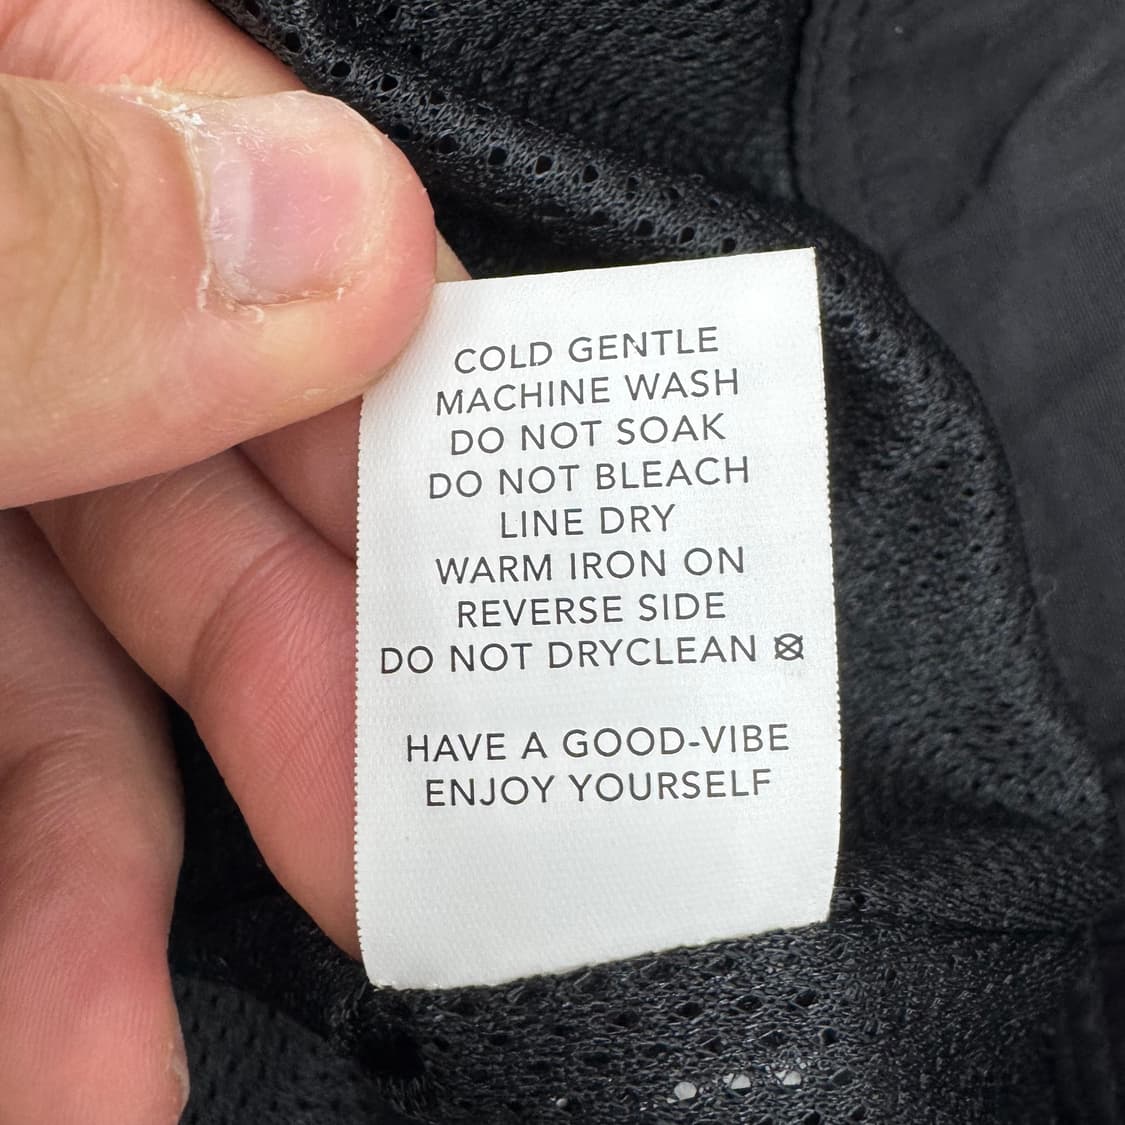 COLD GENTLE
MACHINE WASH
DO NOT SOAK
DO NOT BLEACH
LINE DRY
WARM IRON ON
REVERSE SIDE
DO NOT DRYCLEAN
HAVE A GOOD-VIBE
ENJOY YOURSELF